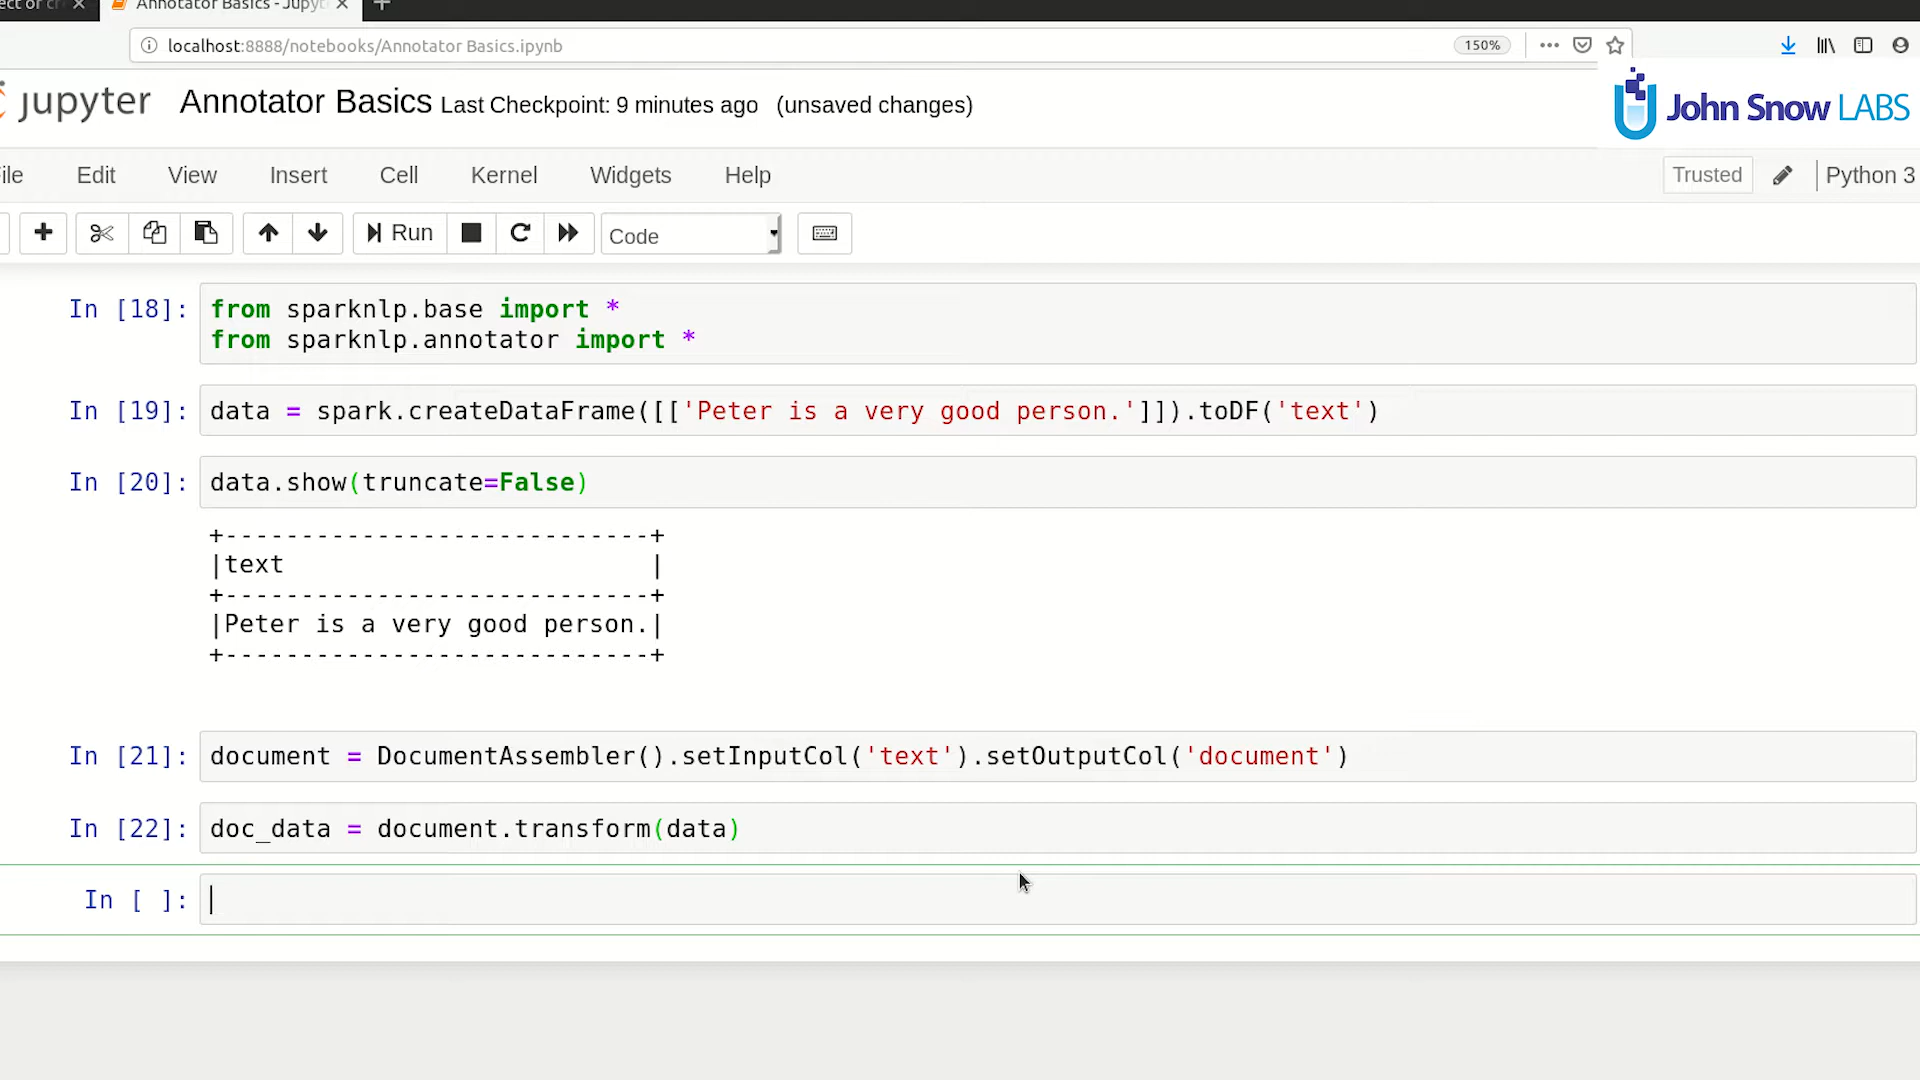 Annotator Basics - Jupyt
localhost:8888/notebooks/Annotator Basics.ipynb
150%
jupyter
Annotator Basics
Last Checkpoint: 9 minutes ago
(unsaved changes)
John Snow LABS
Edit
View
Insert
Cell
Kernel
Widgets
Help
Trusted
Python 3
Run
Code
In [18]:
from sparknlp.base import *
from sparknlp.annotator import *
In [19]:
data = spark.createDataFrame([['Peter is a very good person.']]).toDF('text')
In [20]:
data.show(truncate=False)
+----------------------------+
|text                        |
+----------------------------+
|Peter is a very good person.|
+----------------------------+
In [21]:
document = DocumentAssembler().setInputCol('text').setOutputCol('document')
In [22]:
doc_data = document.transform(data)
In [ ]: